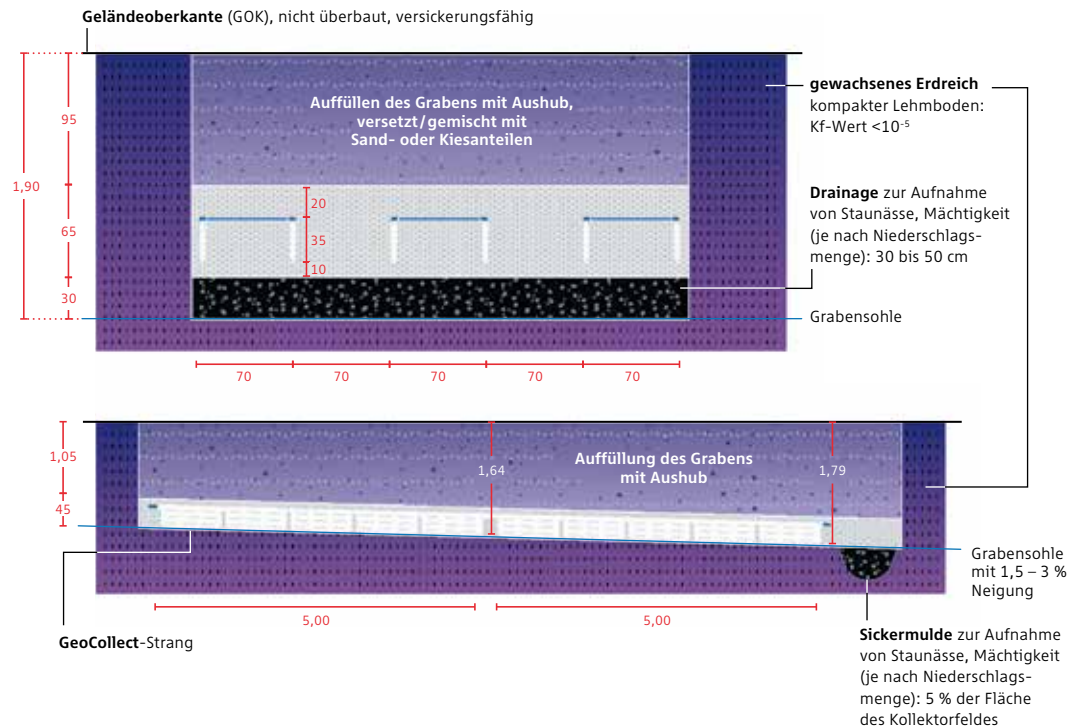 Geländeoberkante (GOK), nicht überbaut, versickerungsfähig
Auffüllen des Grabens mit Aushub,
versetzt/gemischt mit
Sand- oder Kiesanteilen
gewachsenes Erdreich
kompakter Lehmboden:
Kf-Wert <10⁻⁵
95
1,90
65
30
20
35
10
Drainage zur Aufnahme
von Staunässe, Mächtigkeit
(je nach Niederschlags-
menge): 30 bis 50 cm
Grabensohle
70 70 70 70 70
1,05
45
1,64
Auffüllung des Grabens
mit Aushub
1,79
Grabensohle
mit 1,5 – 3 %
Neigung
5,00 5,00
GeoCollect-Strang
Sickermulde zur Aufnahme
von Staunässe, Mächtigkeit
(je nach Niederschlags-
menge): 5 % der Fläche
des Kollektorfeldes